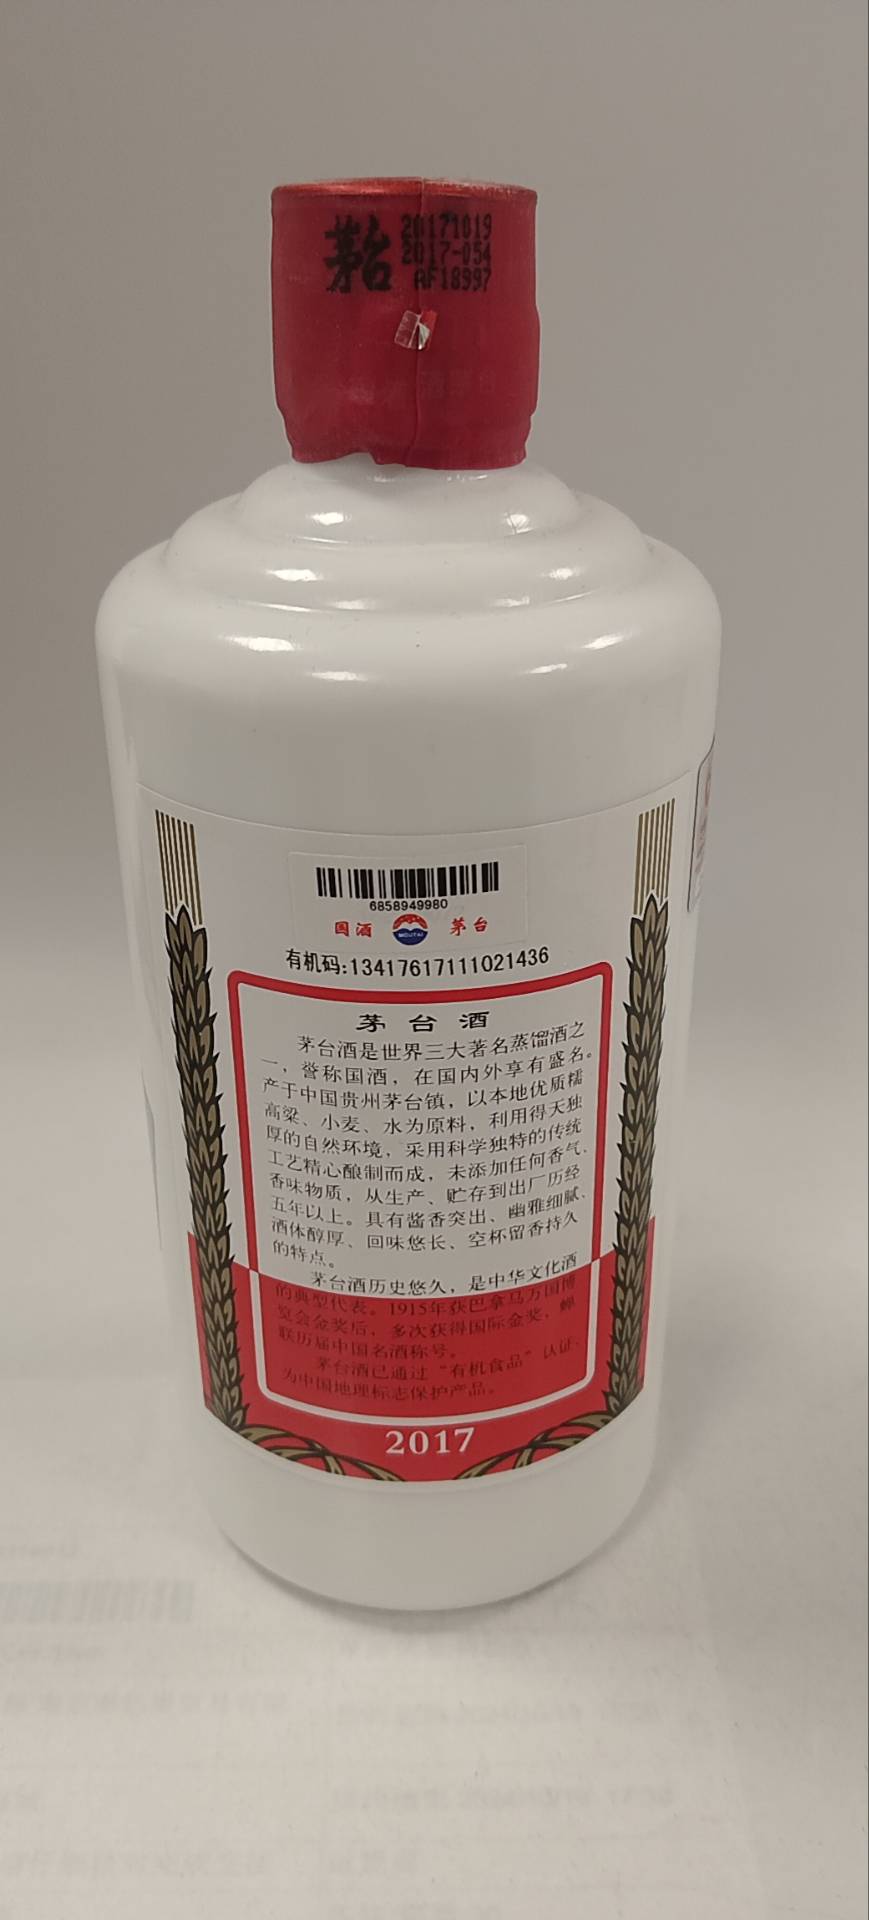 茅台
20171019
2017-054
AF18997
6858949980
国酒
MOUTAI
茅台
有机码:13417617111021436
茅台酒
茅台酒是世界三大著名蒸馏酒之
一，誉称国酒，在国内外享有盛名。
产于中国贵州茅台镇，以本地优质糯
高粱、小麦、水为原料，利用得天独
厚的自然环境，采用科学独特的传统
工艺精心酿制而成，未添加任何香气、
香味物质，从生产、贮存到出厂历经
五年以上。具有酱香突出、幽雅细腻、
酒体醇厚、回味悠长、空杯留香持久
的特点。
茅台酒历史悠久，是中华文化酒
的典型代表。1915年获巴拿马万国博
览会金奖后，多次获得国际金奖，蝉
联历届中国名酒称号。
茅台酒已通过“有机食品”认证，
为中国地理标志保护产品。
2017